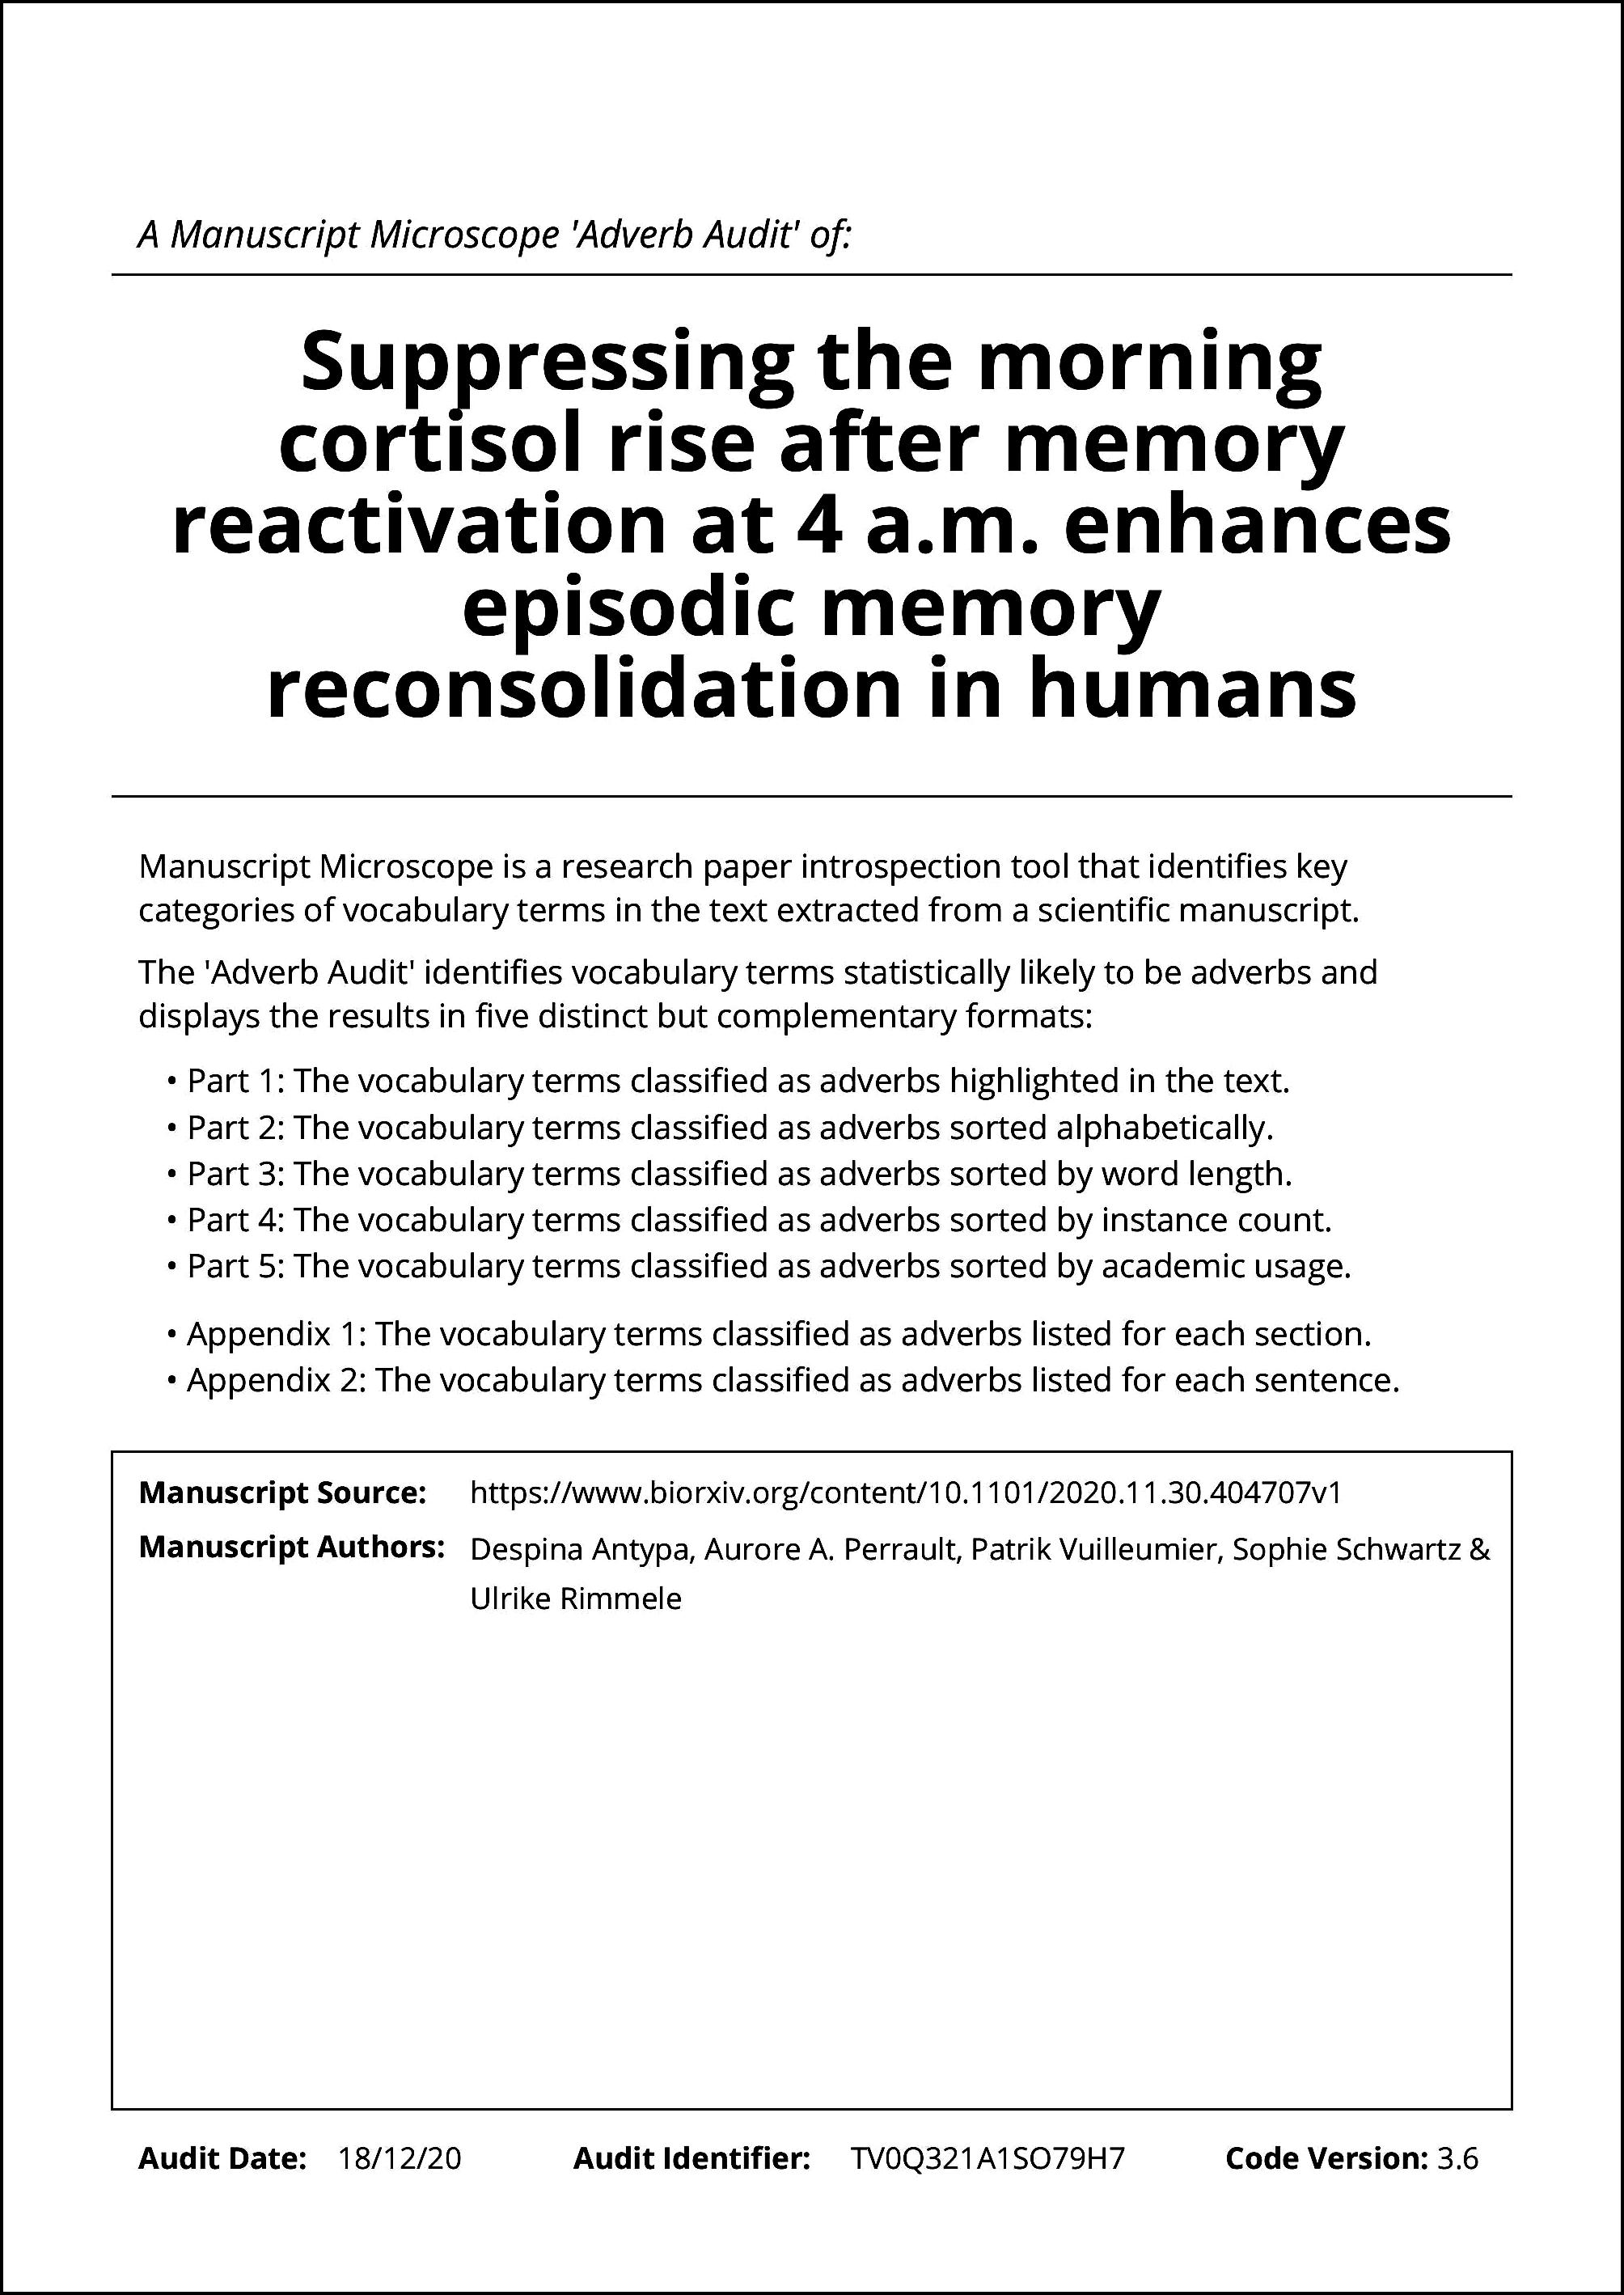 A Manuscript Microscope 'Adverb Audit' of:
Suppressing the morning
cortisol rise after memory
reactivation at 4 a.m. enhances
episodic memory
reconsolidation in humans
Manuscript Microscope is a research paper introspection tool that identifies key
categories of vocabulary terms in the text extracted from a scientific manuscript.
The 'Adverb Audit' identifies vocabulary terms statistically likely to be adverbs and
displays the results in five distinct but complementary formats:
• Part 1: The vocabulary terms classified as adverbs highlighted in the text.
• Part 2: The vocabulary terms classified as adverbs sorted alphabetically.
• Part 3: The vocabulary terms classified as adverbs sorted by word length.
• Part 4: The vocabulary terms classified as adverbs sorted by instance count.
• Part 5: The vocabulary terms classified as adverbs sorted by academic usage.
• Appendix 1: The vocabulary terms classified as adverbs listed for each section.
• Appendix 2: The vocabulary terms classified as adverbs listed for each sentence.
Manuscript Source: https://www.biorxiv.org/content/10.1101/2020.11.30.404707v1
Manuscript Authors: Despina Antypa, Aurore A. Perrault, Patrik Vuilleumier, Sophie Schwartz &
Ulrike Rimmele
Audit Date: 18/12/20 Audit Identifier: TV0Q321A1SO79H7 Code Version: 3.6